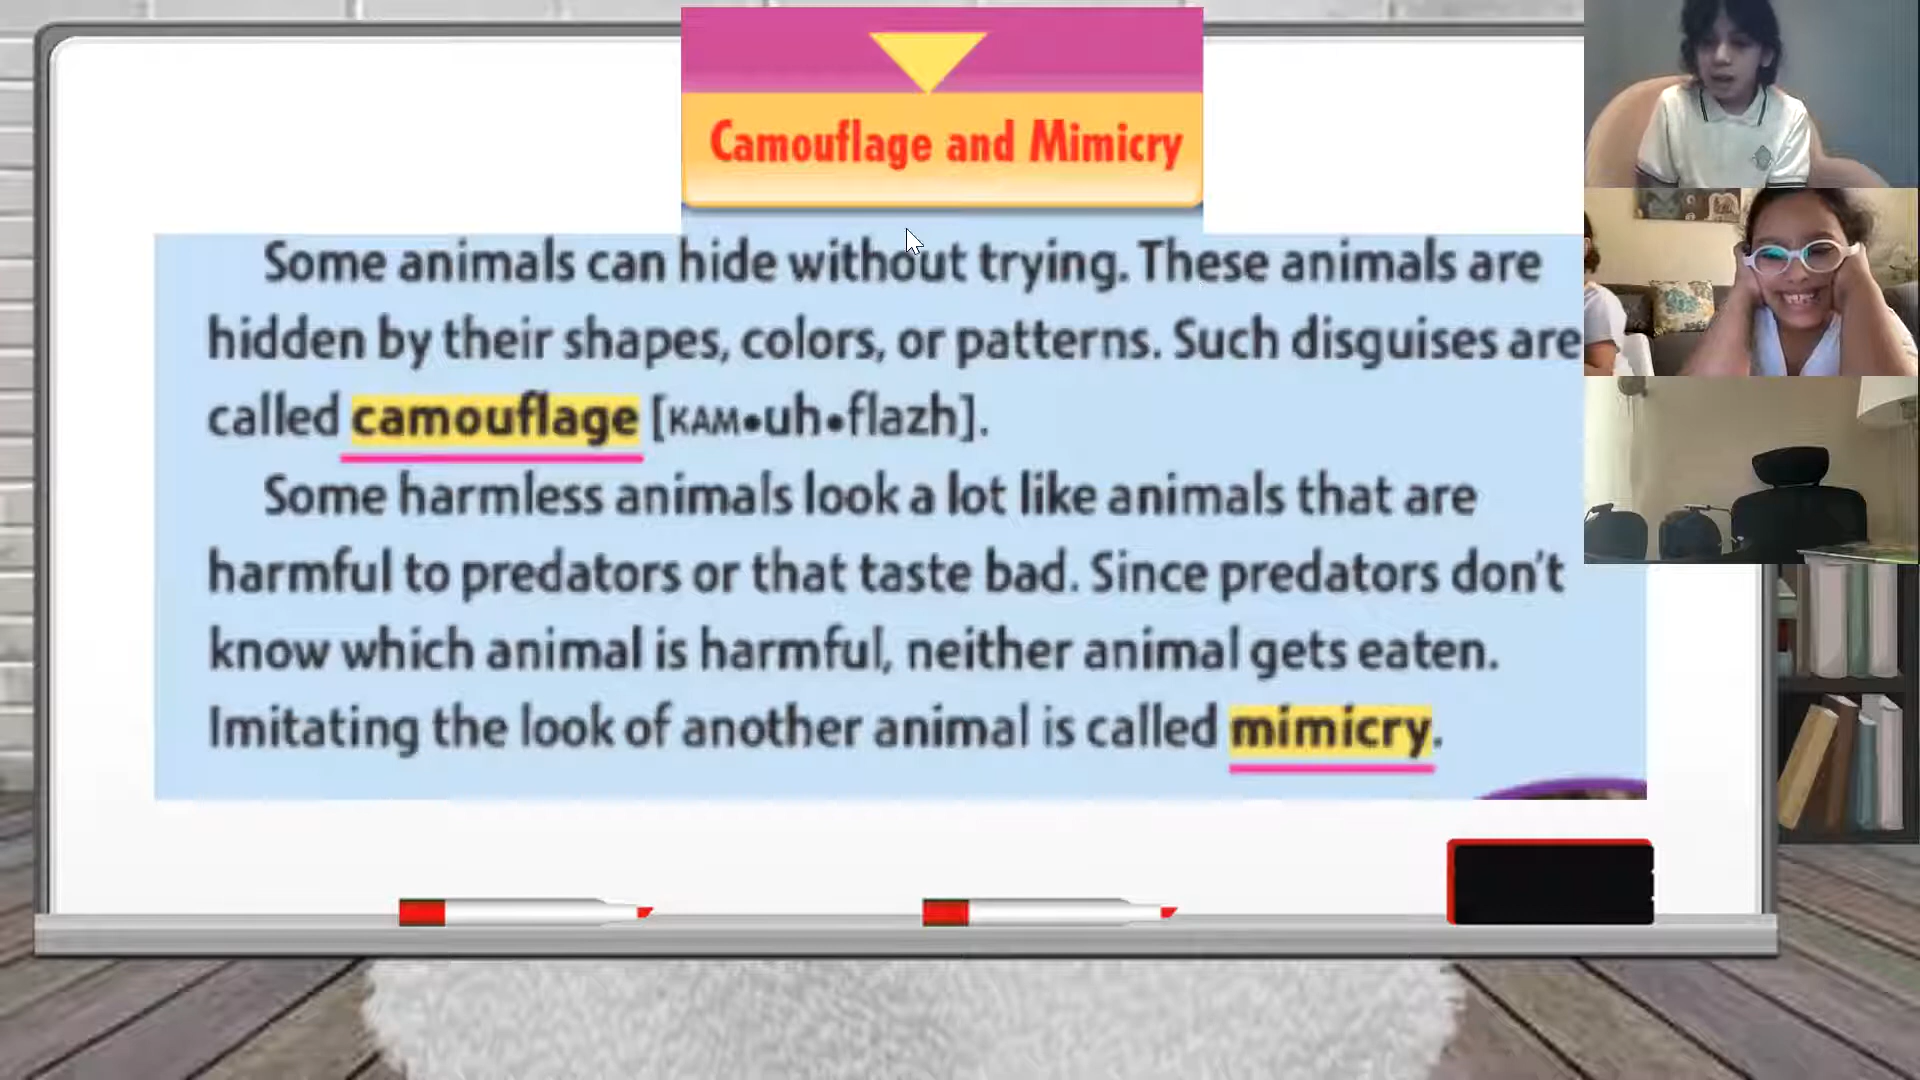 Camouflage and Mimicry
Some animals can hide without trying. These animals are
hidden by their shapes, colors, or patterns. Such disguises are
called camouflage [KAM•uh•flazh].
Some harmless animals look a lot like animals that are
harmful to predators or that taste bad. Since predators don't
know which animal is harmful, neither animal gets eaten.
Imitating the look of another animal is called mimicry.